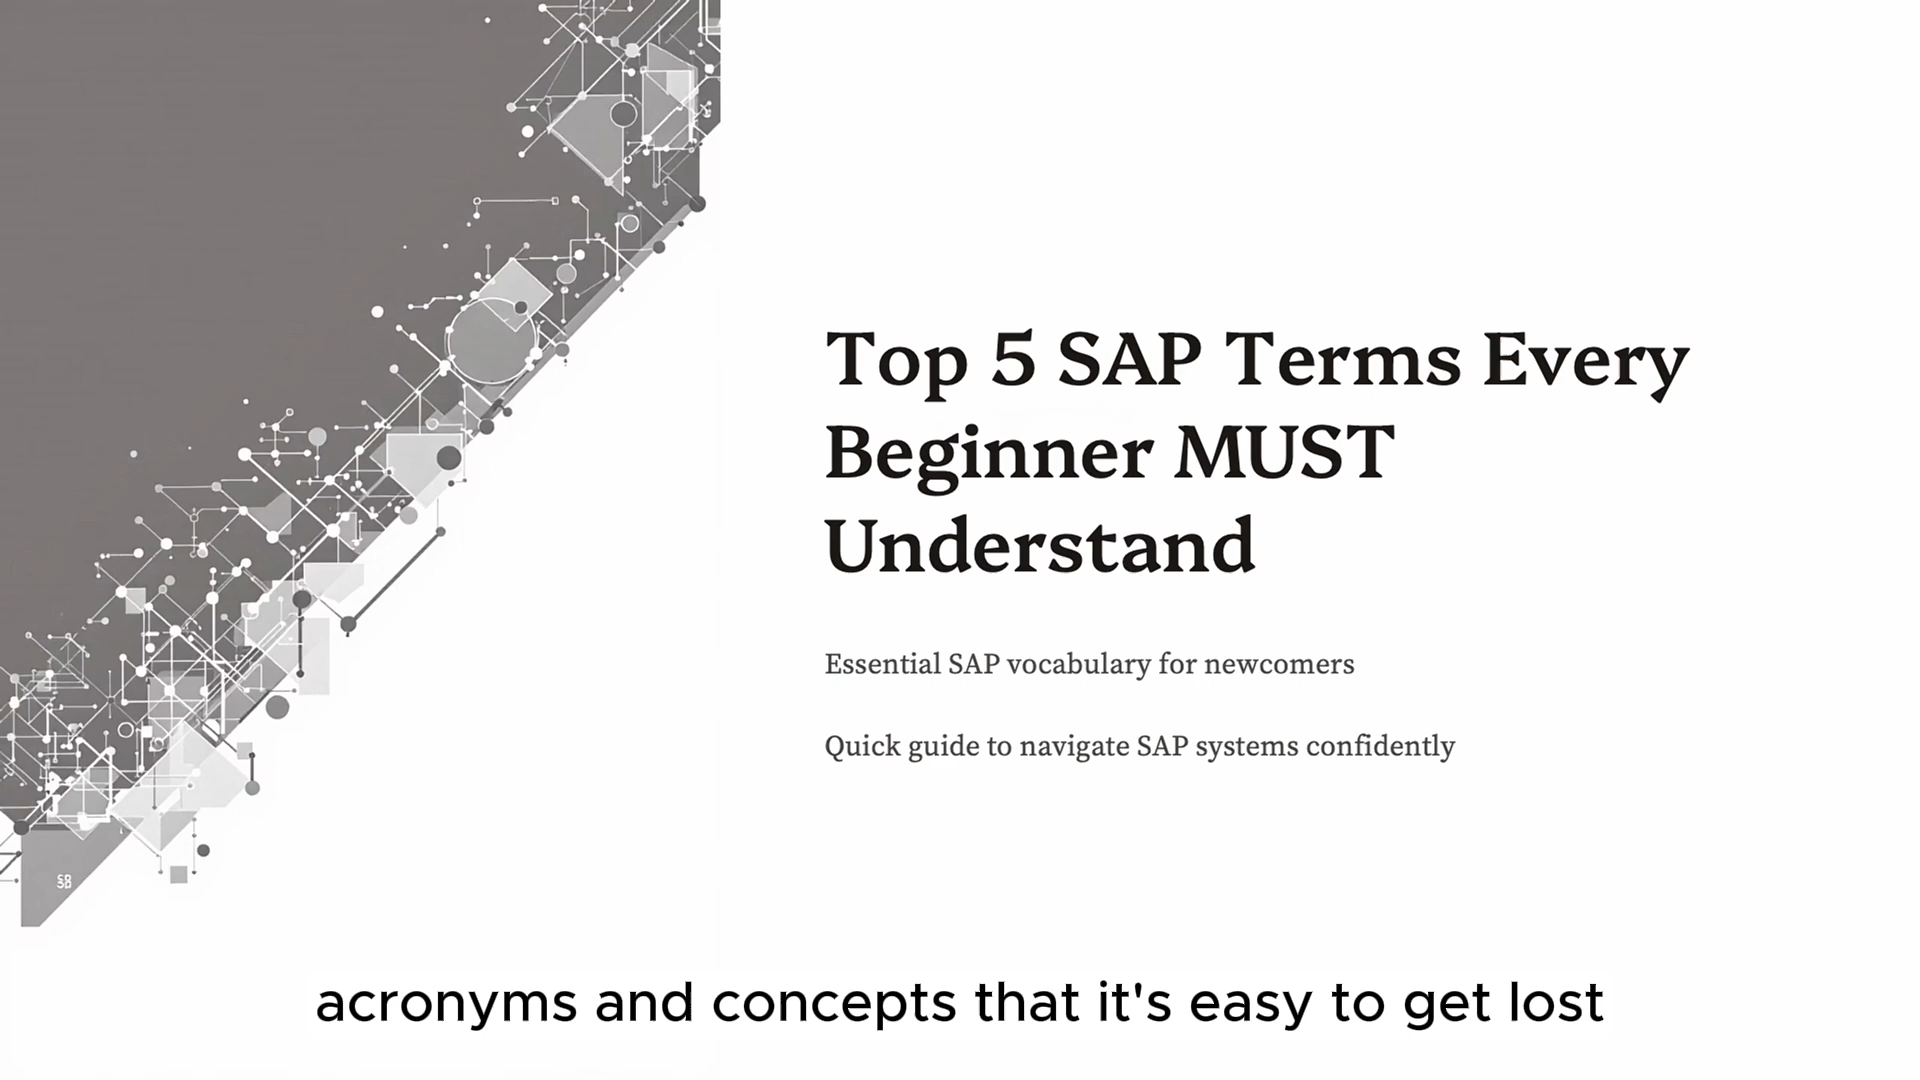 Top 5 SAP Terms Every
Beginner MUST
Understand
Essential SAP vocabulary for newcomers
Quick guide to navigate SAP systems confidently
acronyms and concepts that it's easy to get lost